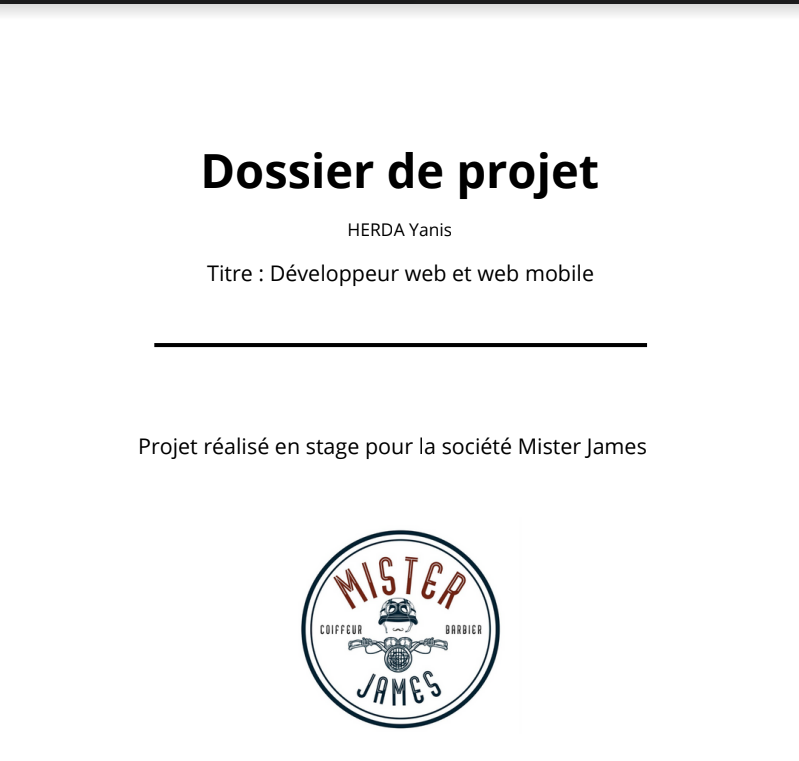 Dossier de projet
HERDA Yanis
Titre : Développeur web et web mobile
Projet réalisé en stage pour la société Mister James
MISTER
COIFFEUR BARBIER
JAMES